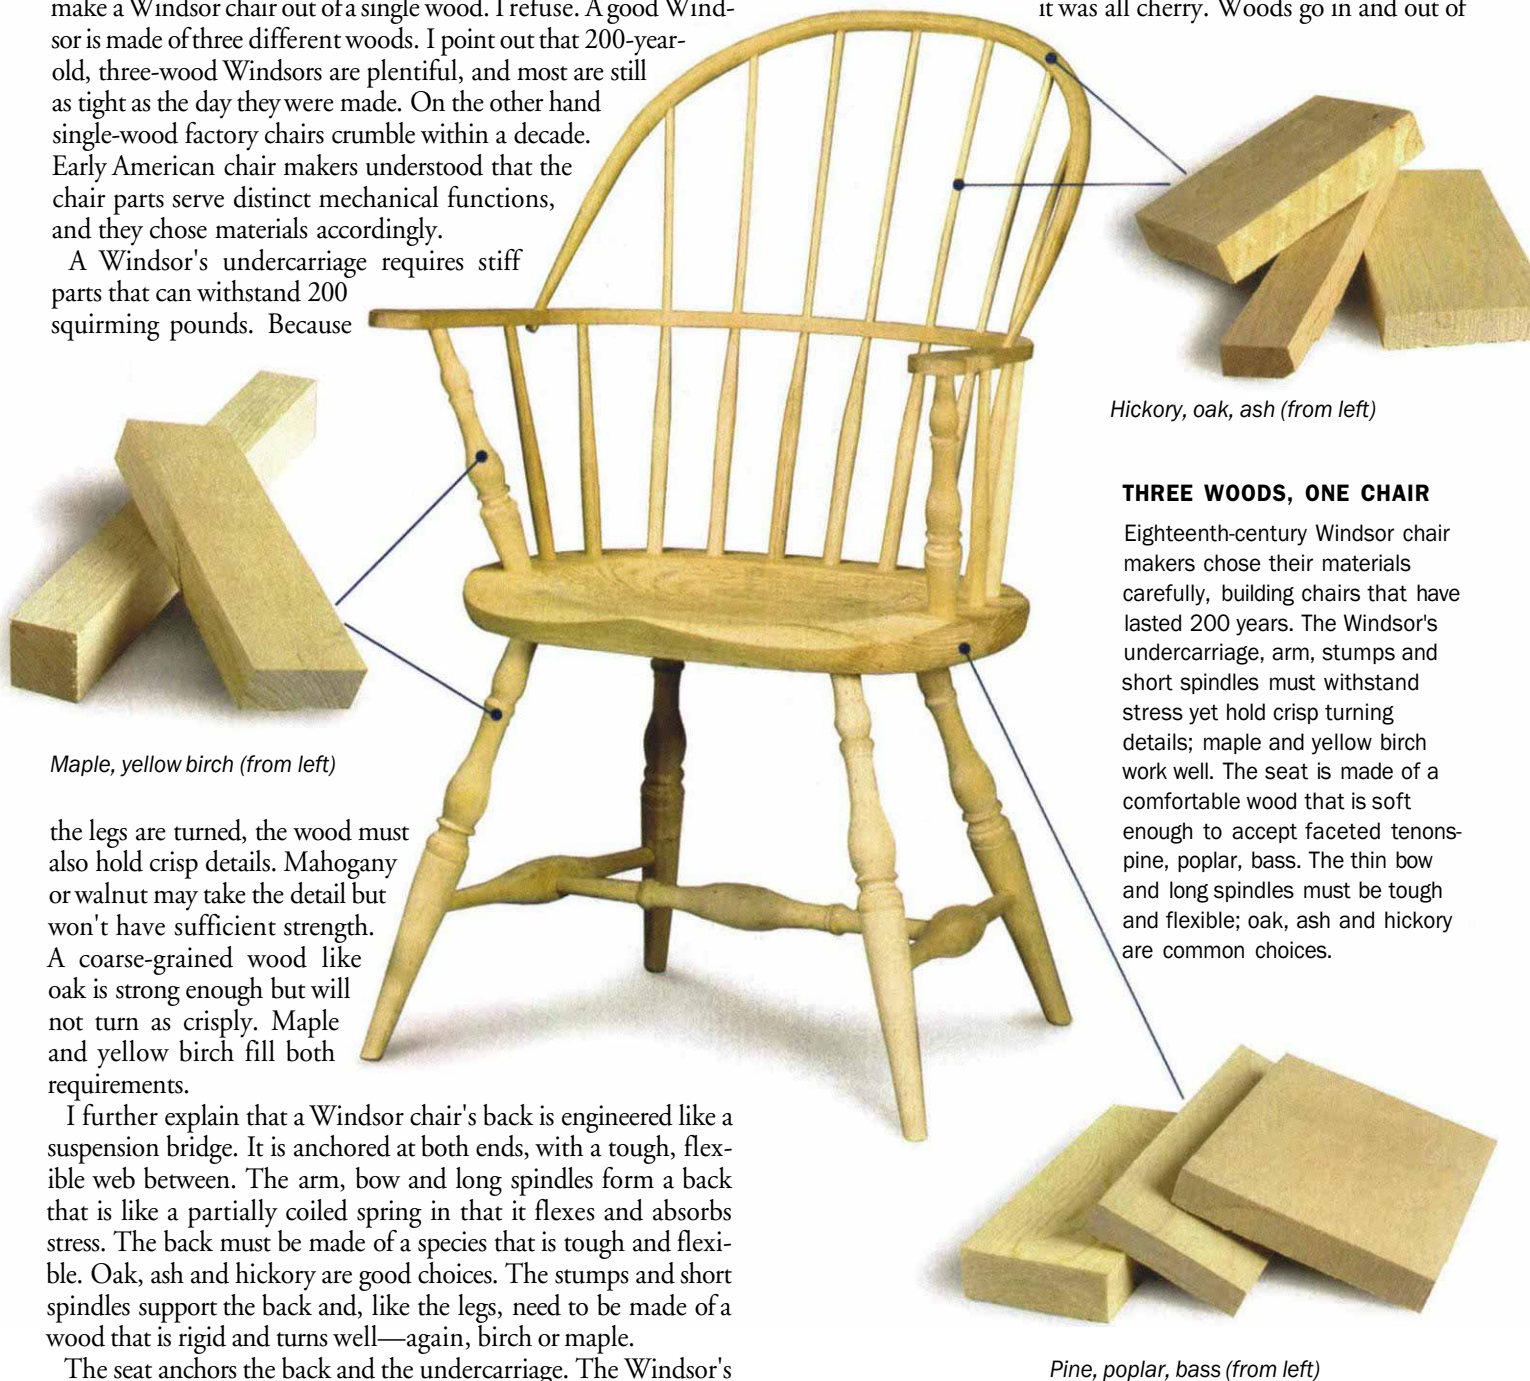 make a Windsor chair out of a single wood. I refuse. A good Wind-
sor is made of three different woods. I point out that 200-year-
old, three-wood Windsors are plentiful, and most are still
as tight as the day they were made. On the other hand
single-wood factory chairs crumble within a decade.
Early American chair makers understood that the
chair parts serve distinct mechanical functions,
and they chose materials accordingly.
A Windsor's undercarriage requires stiff
parts that can withstand 200
squirming pounds. Because
Maple, yellow birch (from left)
the legs are turned, the wood must
also hold crisp details. Mahogany
or walnut may take the detail but
won't have sufficient strength.
A coarse-grained wood like
oak is strong enough but will
not turn as crisply. Maple
and yellow birch fill both
requirements.
I further explain that a Windsor chair's back is engineered like a
suspension bridge. It is anchored at both ends, with a tough, flex-
ible web between. The arm, bow and long spindles form a back
that is like a partially coiled spring in that it flexes and absorbs
stress. The back must be made of a species that is tough and flexi-
ble. Oak, ash and hickory are good choices. The stumps and short
spindles support the back and, like the legs, need to be made of a
wood that is rigid and turns well—again, birch or maple.
The seat anchors the back and the undercarriage. The Windsor's
it was all cherry. Woods go in and out of
Hickory, oak, ash (from left)
THREE WOODS, ONE CHAIR
Eighteenth-century Windsor chair
makers chose their materials
carefully, building chairs that have
lasted 200 years. The Windsor's
undercarriage, arm, stumps and
short spindles must withstand
stress yet hold crisp turning
details; maple and yellow birch
work well. The seat is made of a
comfortable wood that is soft
enough to accept faceted tenons-
pine, poplar, bass. The thin bow
and long spindles must be tough
and flexible; oak, ash and hickory
are common choices.
Pine, poplar, bass (from left)